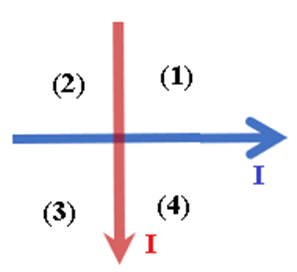 (2) (1)
I
(3) (4)
I